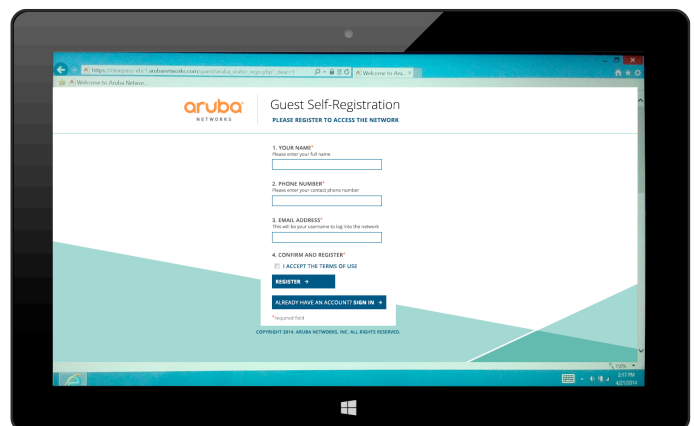 Welcome to Aru...
Welcome to Aruba Networ...
aruba
NETWORKS
Guest Self-Registration
PLEASE REGISTER TO ACCESS THE NETWORK
1. YOUR NAME*
Please enter your full name
2. PHONE NUMBER*
Please enter your contact phone number
3. EMAIL ADDRESS*
This will be your username to log into the network
4. CONFIRM AND REGISTER*
I ACCEPT THE TERMS OF USE
REGISTER →
ALREADY HAVE AN ACCOUNT? SIGN IN →
*required field
COPYRIGHT 2014. ARUBA NETWORKS, INC. ALL RIGHTS RESERVED.
2:17 PM
4/21/2014